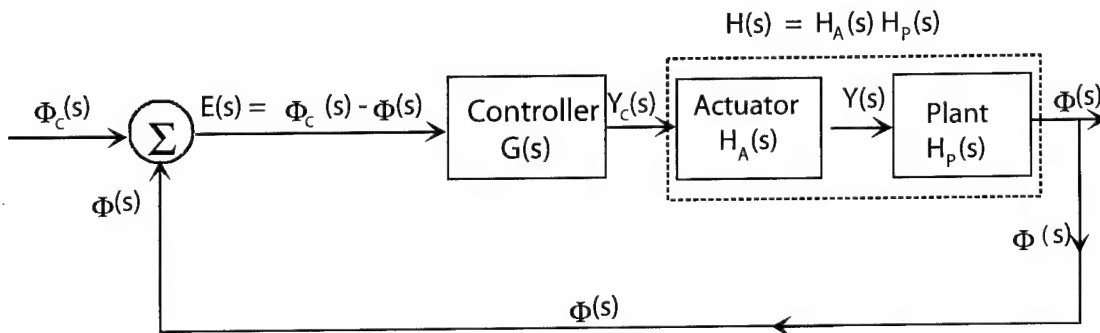 H(s) = H_A(s) H_P(s)
Φ_C(s)
E(s) = Φ_C(s) - Φ(s)
Σ
Controller
G(s)
Y_C(s)
Actuator
H_A(s)
Y(s)
Plant
H_P(s)
Φ(s)
Φ(s)
Φ(s)
Φ(s)